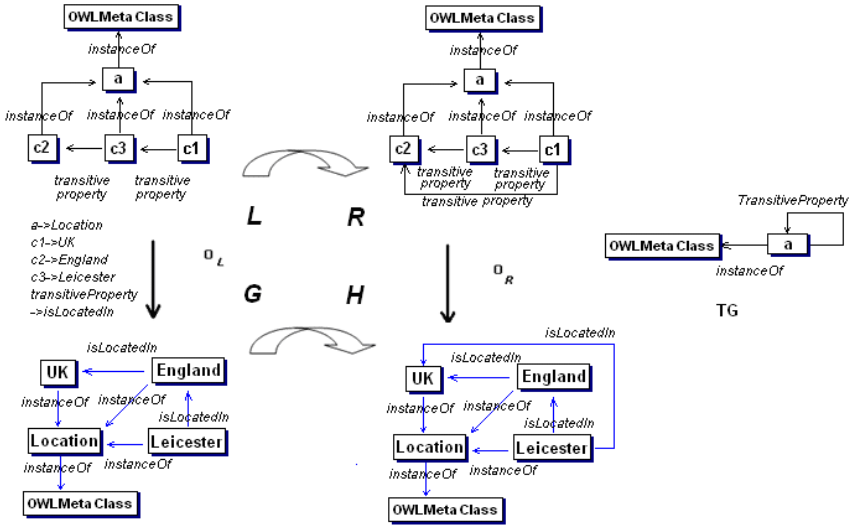 OWLMeta Class
instanceOf
a
instanceOf
instanceOf
instanceOf
c2
c3
c1
transitive
property
transitive
property
OWLMeta Class
instanceOf
a
instanceOf
instanceOf
instanceOf
c2
c3
c1
transitive
property
transitive
property
transitive property
L
R
a->Location
c1->UK
c2->England
c3->Leicester
transitiveProperty
->isLocatedIn
O L
O R
G
H
TransitiveProperty
OWLMeta Class
a
instanceOf
TG
isLocatedIn
UK
England
instanceOf
instanceOf
isLocatedIn
Location
Leicester
instanceOf
instanceOf
OWLMeta Class
isLocatedIn
isLocatedIn
UK
England
instanceOf
instanceOf
isLocatedIn
Location
Leicester
instanceOf
instanceOf
OWLMeta Class